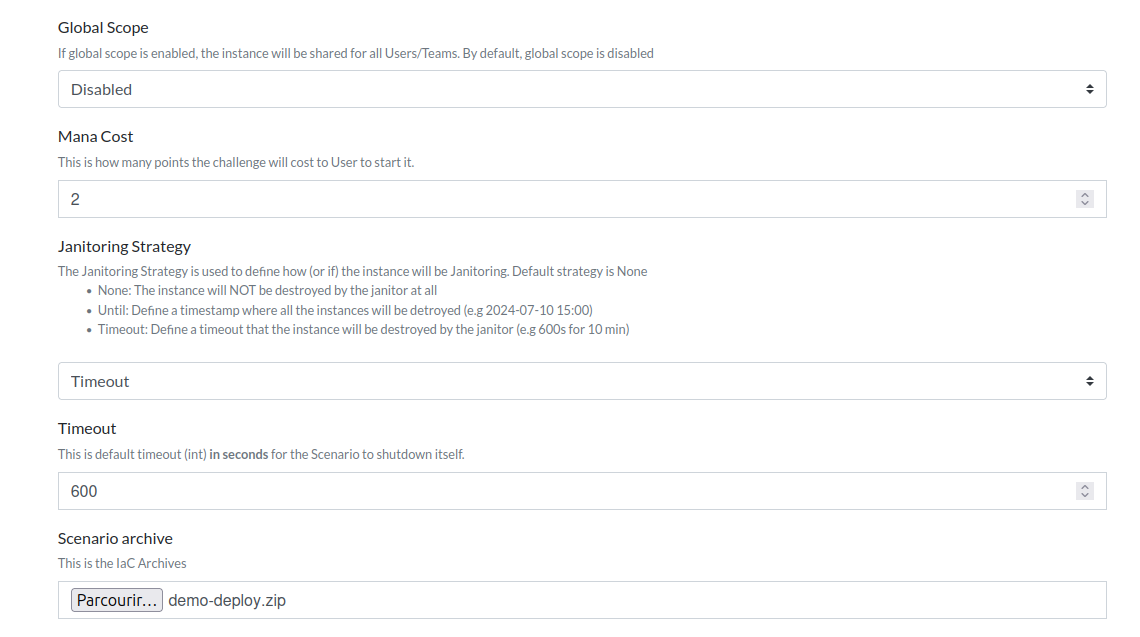 Global Scope
If global scope is enabled, the instance will be shared for all Users/Teams. By default, global scope is disabled
Disabled
Mana Cost
This is how many points the challenge will cost to User to start it.
2
Janitoring Strategy
The Janitoring Strategy is used to define how (or if) the instance will be Janitoring. Default strategy is None
• None: The instance will NOT be destroyed by the janitor at all
• Until: Define a timestamp where all the instances will be detroyed (e.g 2024-07-10 15:00)
• Timeout: Define a timeout that the instance will be destroyed by the janitor (e.g 600s for 10 min)
Timeout
Timeout
This is default timeout (int) in seconds for the Scenario to shutdown itself.
600
Scenario archive
This is the IaC Archives
Parcourir... demo-deploy.zip